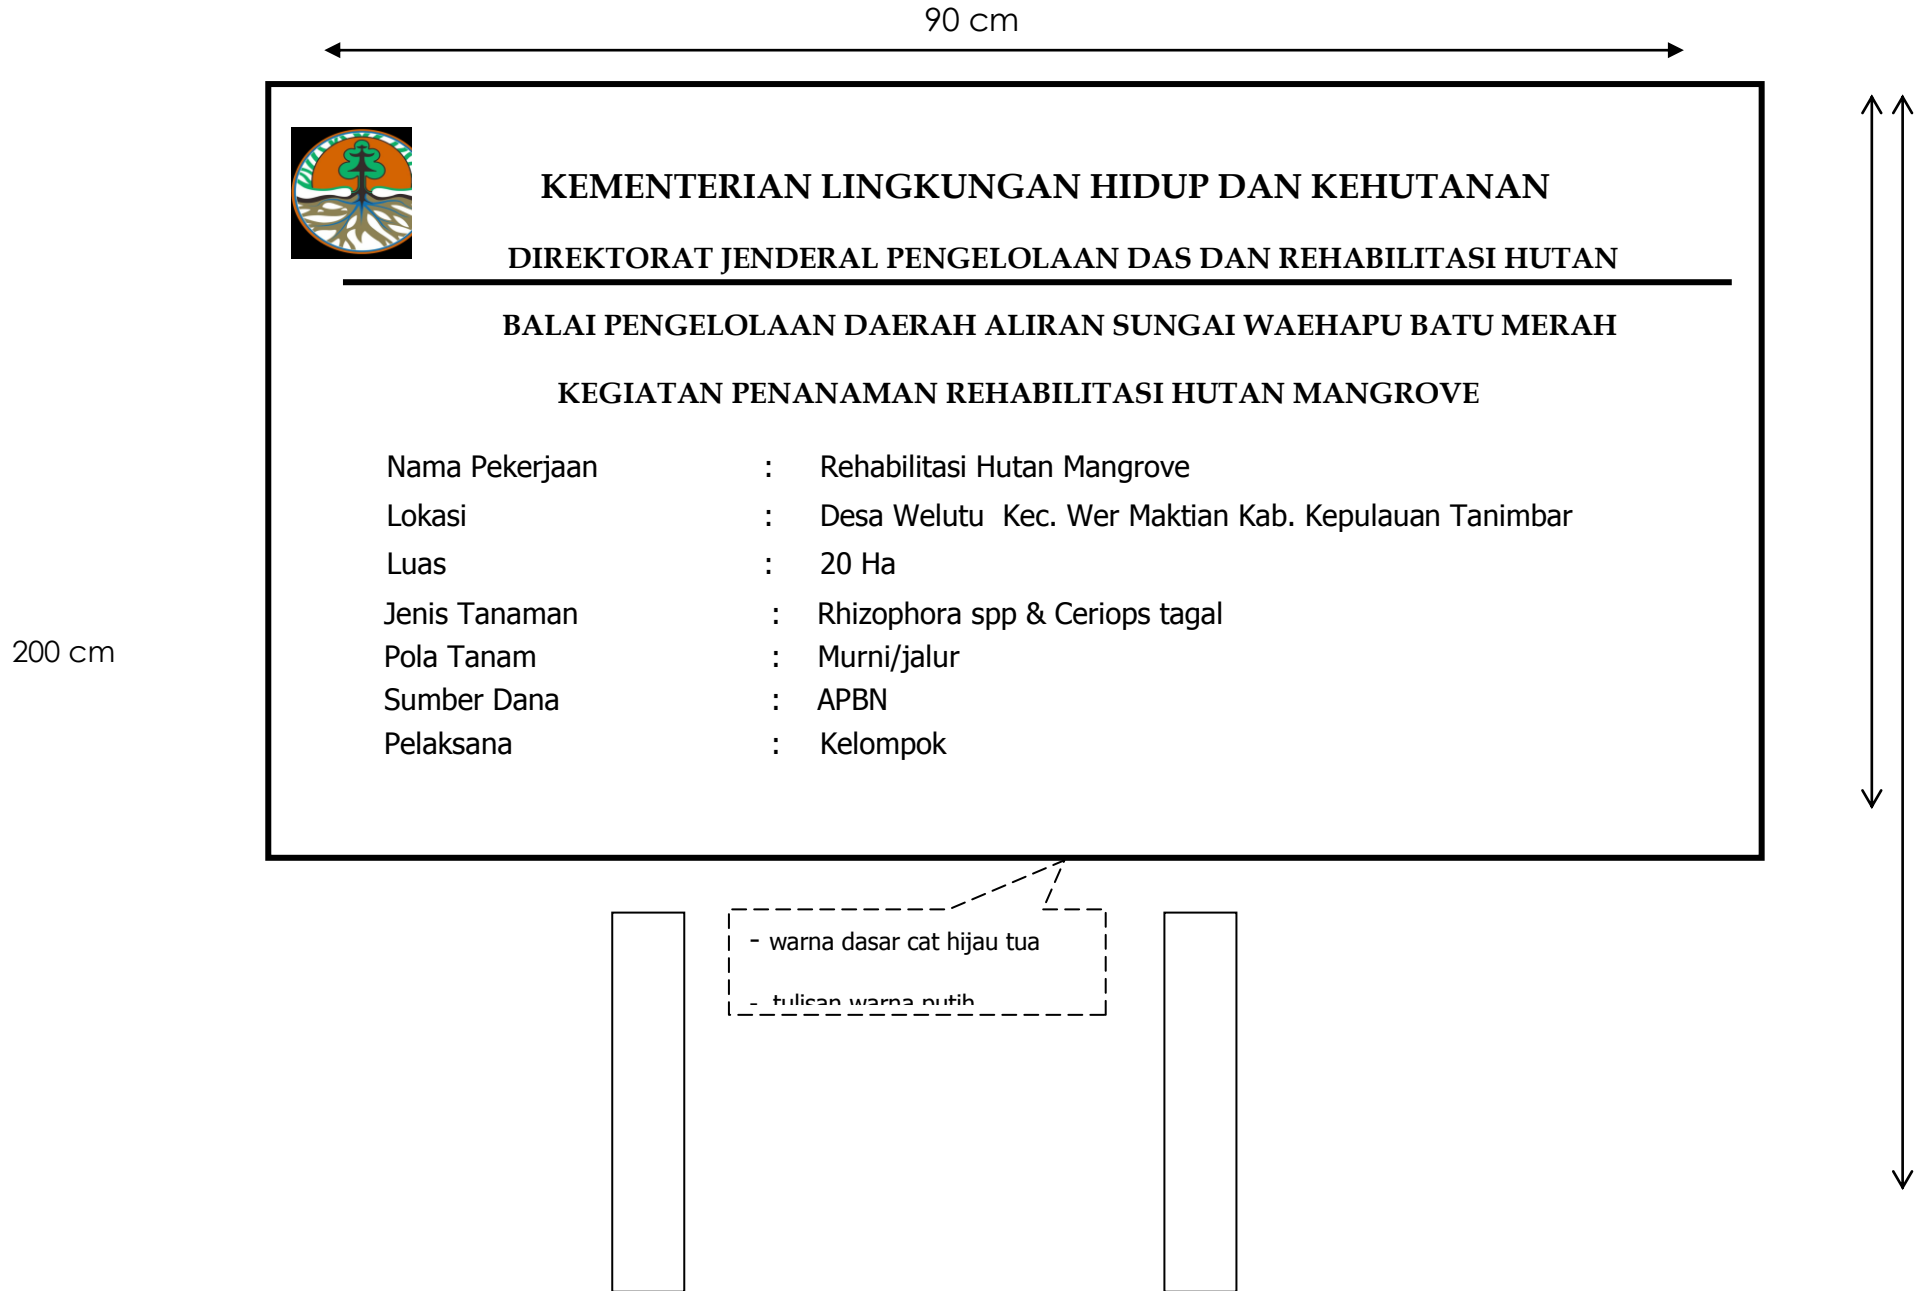 90 cm
KEMENTERIAN LINGKUNGAN HIDUP DAN KEHUTANAN
DIREKTORAT JENDERAL PENGELOLAAN DAS DAN REHABILITASI HUTAN
BALAI PENGELOLAAN DAERAH ALIRAN SUNGAI WAEHAPU BATU MERAH
KEGIATAN PENANAMAN REHABILITASI HUTAN MANGROVE
Nama Pekerjaan : Rehabilitasi Hutan Mangrove
Lokasi : Desa Welutu Kec. Wer Maktian Kab. Kepulauan Tanimbar
Luas : 20 Ha
Jenis Tanaman : Rhizophora spp & Ceriops tagal
200 cm
Pola Tanam : Murni/jalur
Sumber Dana : APBN
Pelaksana : Kelompok
- warna dasar cat hijau tua
- tulisan warna putih